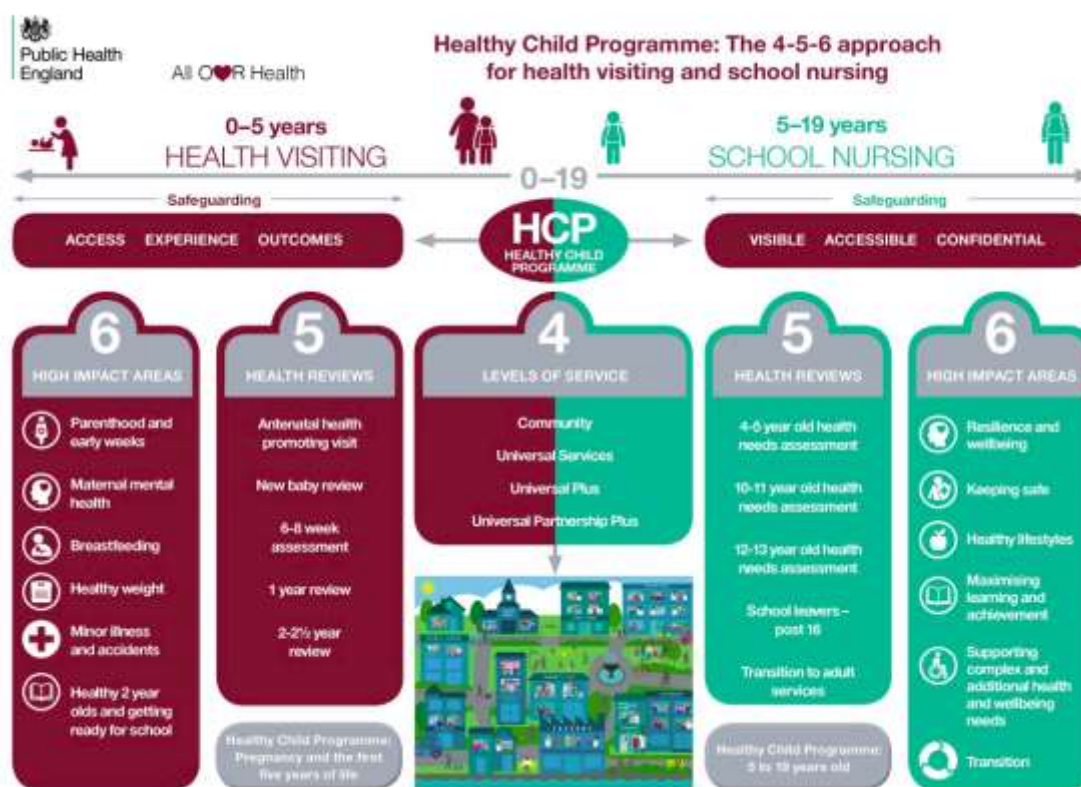 Public Health
England
All O♥R Health
Healthy Child Programme: The 4-5-6 approach
for health visiting and school nursing
0–5 years
HEALTH VISITING
5–19 years
SCHOOL NURSING
0–19
Safeguarding
Safeguarding
ACCESS EXPERIENCE OUTCOMES
HCP
HEALTHY CHILD
PROGRAMME
VISIBLE ACCESSIBLE CONFIDENTIAL
6
HIGH IMPACT AREAS
Parenthood and
early weeks
Maternal mental
health
Breastfeeding
Healthy weight
Minor illness
and accidents
Healthy 2 year
olds and getting
ready for school
5
HEALTH REVIEWS
Antenatal health
promoting visit
New baby review
6-8 week
assessment
1 year review
2-2½ year
review
Healthy Child Programme:
Pregnancy and the first
five years of life
4
LEVELS OF SERVICE
Community
Universal Services
Universal Plus
Universal Partnership Plus
5
HEALTH REVIEWS
4-5 year old health
needs assessment
10-11 year old health
needs assessment
12-13 year old health
needs assessment
School leavers –
post 16
Transition to adult
services
Healthy Child Programme:
5 to 19 years old
6
HIGH IMPACT AREAS
Resilience and
wellbeing
Keeping safe
Healthy lifestyles
Maximising
learning and
achievement
Supporting
complex and
additional health
and wellbeing
needs
Transition